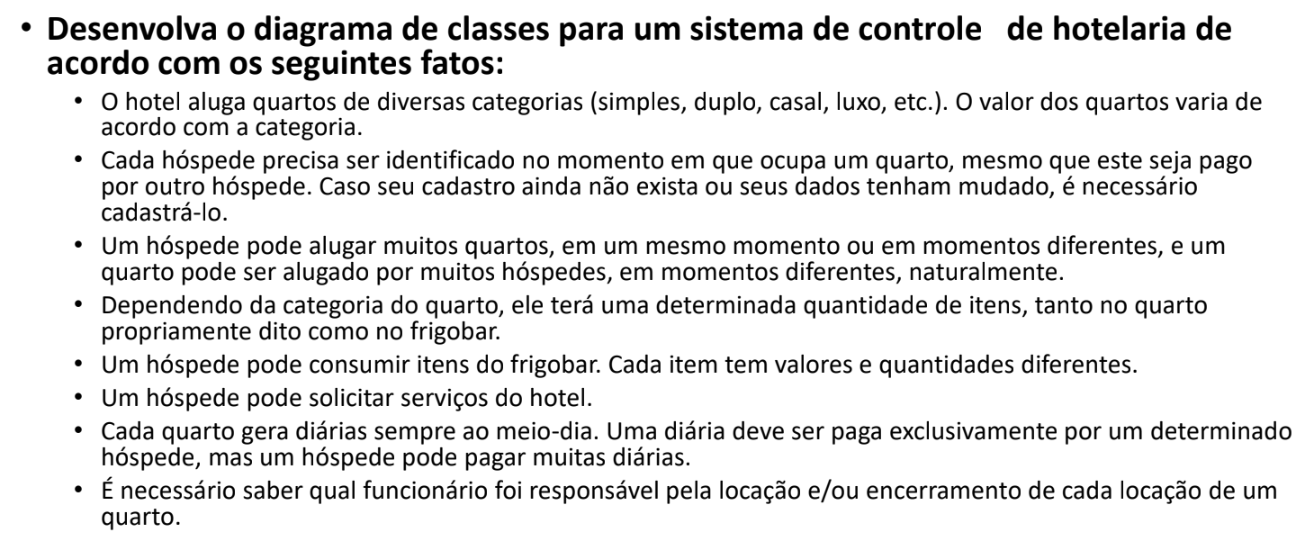 • Desenvolva o diagrama de classes para um sistema de controle de hotelaria de
acordo com os seguintes fatos:
• O hotel aluga quartos de diversas categorias (simples, duplo, casal, luxo, etc.). O valor dos quartos varia de
acordo com a categoria.
• Cada hóspede precisa ser identificado no momento em que ocupa um quarto, mesmo que este seja pago
por outro hóspede. Caso seu cadastro ainda não exista ou seus dados tenham mudado, é necessário
cadastrá-lo.
• Um hóspede pode alugar muitos quartos, em um mesmo momento ou em momentos diferentes, e um
quarto pode ser alugado por muitos hóspedes, em momentos diferentes, naturalmente.
• Dependendo da categoria do quarto, ele terá uma determinada quantidade de itens, tanto no quarto
propriamente dito como no frigobar.
• Um hóspede pode consumir itens do frigobar. Cada item tem valores e quantidades diferentes.
• Um hóspede pode solicitar serviços do hotel.
• Cada quarto gera diárias sempre ao meio-dia. Uma diária deve ser paga exclusivamente por um determinado
hóspede, mas um hóspede pode pagar muitas diárias.
• É necessário saber qual funcionário foi responsável pela locação e/ou encerramento de cada locação de um
quarto.